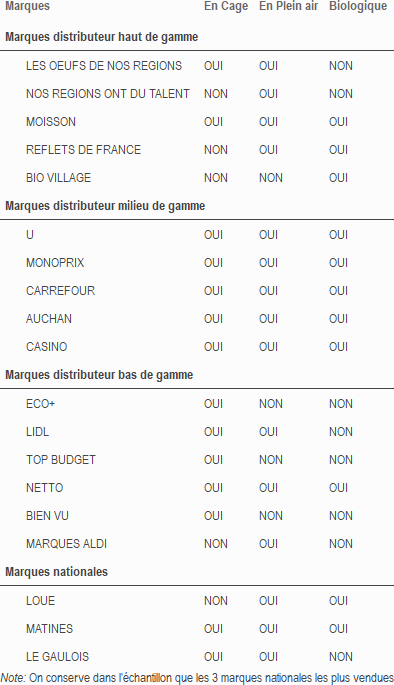 Marques En Cage En Plein air Biologique
Marques distributeur haut de gamme
LES OEUFS DE NOS REGIONS OUI OUI NON
NOS REGIONS ONT DU TALENT NON OUI NON
MOISSON OUI OUI OUI
REFLETS DE FRANCE NON OUI OUI
BIO VILLAGE NON NON OUI
Marques distributeur milieu de gamme
U OUI OUI OUI
MONOPRIX OUI OUI OUI
CARREFOUR OUI OUI OUI
AUCHAN OUI OUI OUI
CASINO OUI OUI OUI
Marques distributeur bas de gamme
ECO+ OUI NON NON
LIDL OUI OUI NON
TOP BUDGET OUI NON NON
NETTO OUI OUI OUI
BIEN VU OUI NON NON
MARQUES ALDI NON OUI NON
Marques nationales
LOUE NON OUI OUI
MATINES OUI OUI OUI
LE GAULOIS OUI OUI NON
Note: On conserve dans l'échantillon que les 3 marques nationales les plus vendues